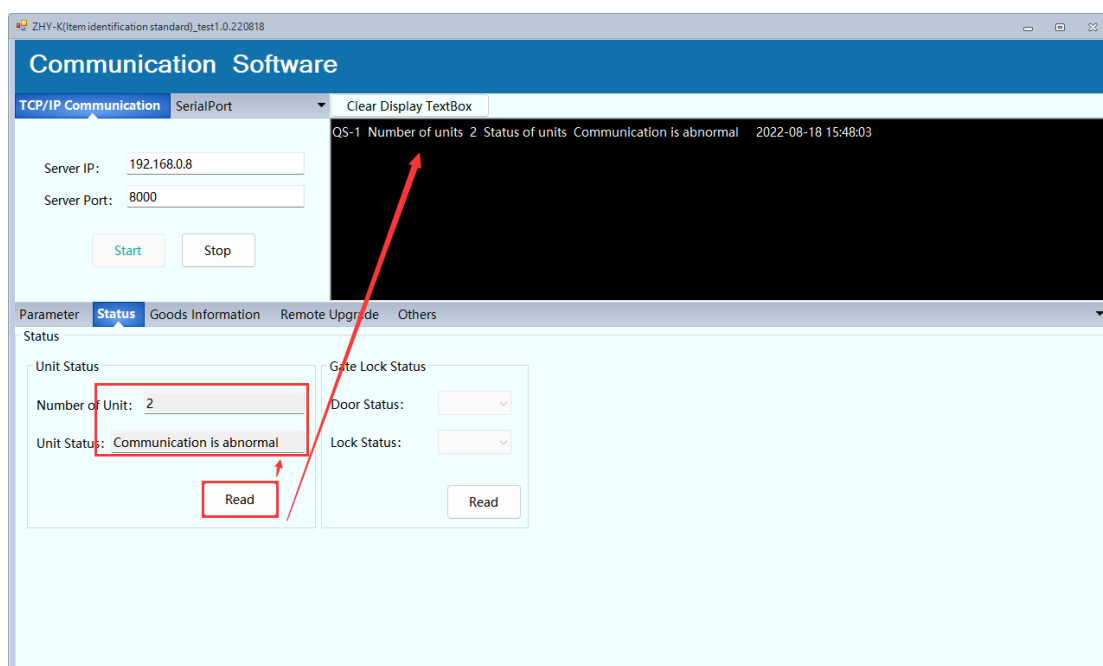 ZHY-K(Item identification standard)_test1.0.220818
Communication Software
TCP/IP Communication SerialPort Clear Display TextBox
QS-1 Number of units 2 Status of units Communication is abnormal 2022-08-18 15:48:03
Server IP: 192.168.0.8
Server Port: 8000
Start Stop
Parameter Status Goods Information Remote Upgrade Others
Status
Unit Status Gate Lock Status
Number of Unit: 2 Door Status:
Unit Status: Communication is abnormal Lock Status:
Read Read